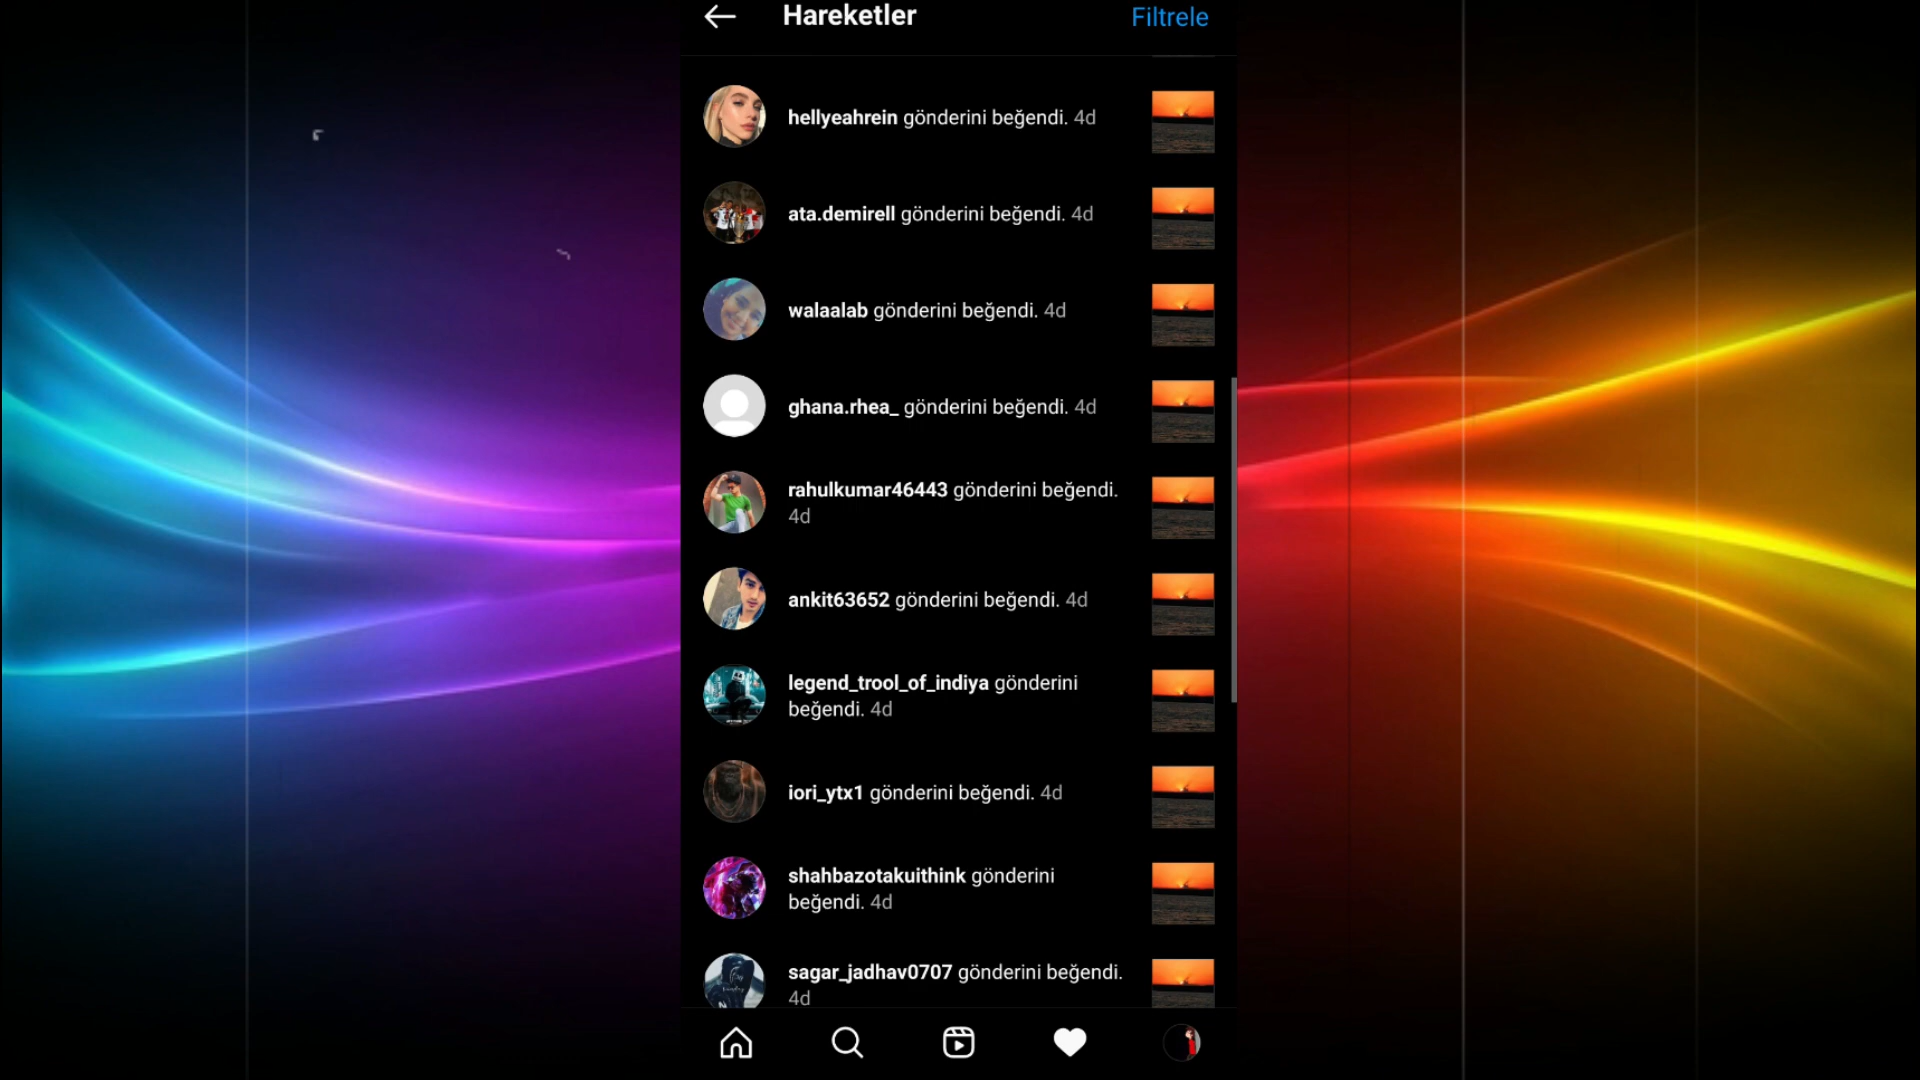 Hareketler
Filtrele
hellyeahrein gönderini beğendi. 4d
ata.demirell gönderini beğendi. 4d
walaalab gönderini beğendi. 4d
ghana.rhea_ gönderini beğendi. 4d
rahulkumar46443 gönderini beğendi.
4d
ankit63652 gönderini beğendi. 4d
legend_trool_of_indiya gönderini
beğendi. 4d
iori_ytx1 gönderini beğendi. 4d
shahbazotakuithink gönderini
beğendi. 4d
sagar_jadhav0707 gönderini beğendi.
4d